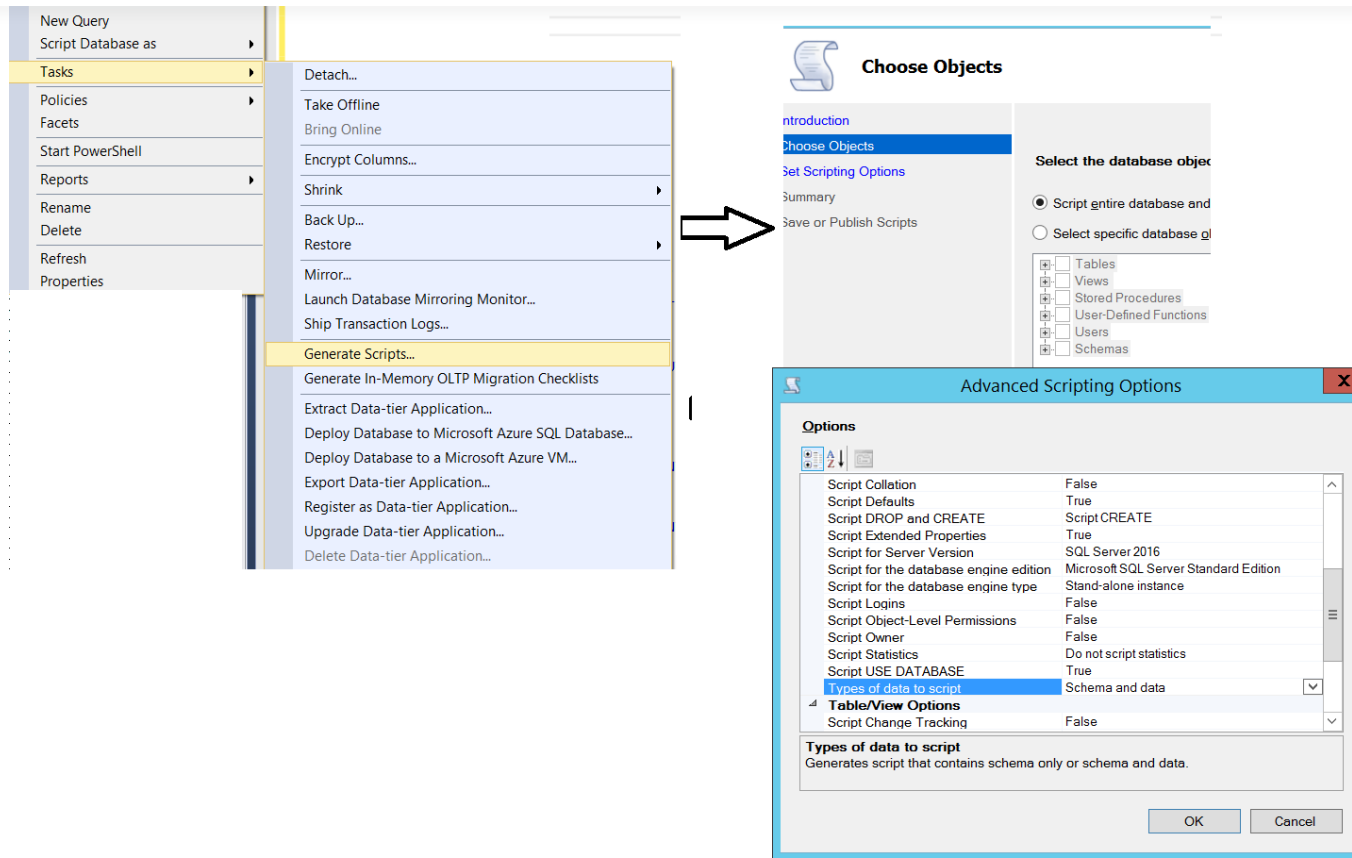 New Query
Script Database as
Tasks
Policies
Facets
Start PowerShell
Reports
Rename
Delete
Refresh
Properties
Detach...
Take Offline
Bring Online
Encrypt Columns...
Shrink
Back Up...
Restore
Mirror...
Launch Database Mirroring Monitor...
Ship Transaction Logs...
Generate Scripts...
Generate In-Memory OLTP Migration Checklists
Extract Data-tier Application...
Deploy Database to Microsoft Azure SQL Database...
Deploy Database to a Microsoft Azure VM...
Export Data-tier Application...
Register as Data-tier Application...
Upgrade Data-tier Application...
Delete Data-tier Application...
Choose Objects
ntroduction
Choose Objects
Set Scripting Options
Summary
Save or Publish Scripts
Select the database objec
Script entire database and
Select specific database ol
Tables
Views
Stored Procedures
User-Defined Functions
Users
Schemas
Advanced Scripting Options
X
Options
Script Collation False
Script Defaults True
Script DROP and CREATE Script CREATE
Script Extended Properties True
Script for Server Version SQL Server 2016
Script for the database engine edition Microsoft SQL Server Standard Edition
Script for the database engine type Stand-alone instance
Script Logins False
Script Object-Level Permissions False
Script Owner False
Script Statistics Do not script statistics
Script USE DATABASE True
Types of data to script Schema and data
Table/View Options
Script Change Tracking False
Types of data to script
Generates script that contains schema only or schema and data.
OK Cancel